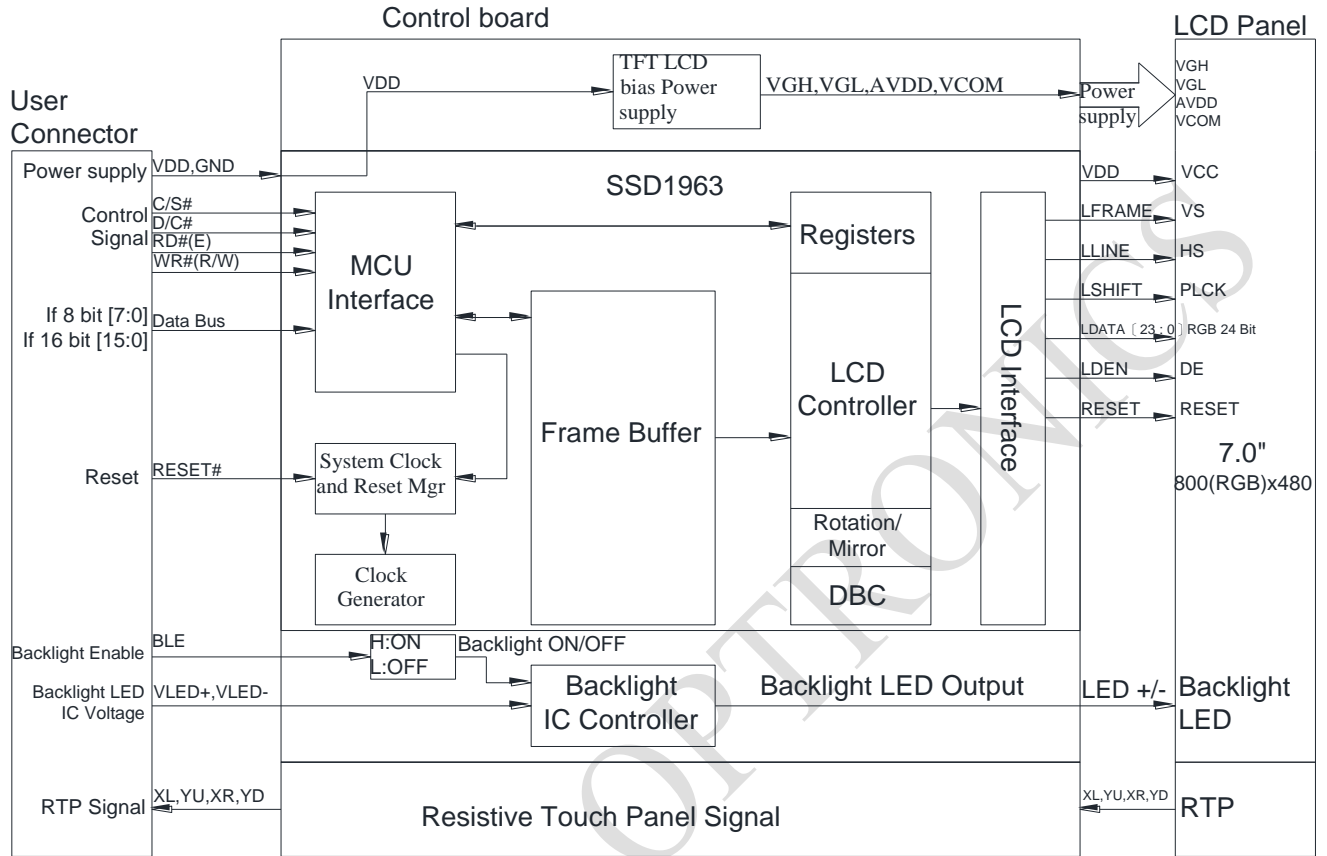 Control board
LCD Panel
User
Connector
TFT LCD
bias Power
supply
VDD
VGH,VGL,AVDD,VCOM
Power
supply
VGH
VGL
AVDD
VCOM
Power supply
VDD,GND
SSD1963
VDD
VCC
Control
Signal
C/S#
D/C#
RD#(E)
WR#(R/W)
MCU
Interface
Registers
LFRAME
VS
LLINE
HS
LSHIFT
PLCK
LDATA〔23:0〕RGB 24 Bit
LDEN
DE
RESET
RESET
If 8 bit [7:0]
If 16 bit [15:0]
Data Bus
Frame Buffer
LCD
Controller
LCD Interface
7.0"
800(RGB)x480
Reset
RESET#
System Clock
and Reset Mgr
Rotation/
Mirror
Clock
Generator
DBC
Backlight Enable
BLE
H:ON
L:OFF
Backlight ON/OFF
Backlight LED
IC Voltage
VLED+,VLED-
Backlight
IC Controller
Backlight LED Output
LED +/-
Backlight
LED
RTP Signal
XL,YU,XR,YD
Resistive Touch Panel Signal
XL,YU,XR,YD
RTP
OPTRONICS